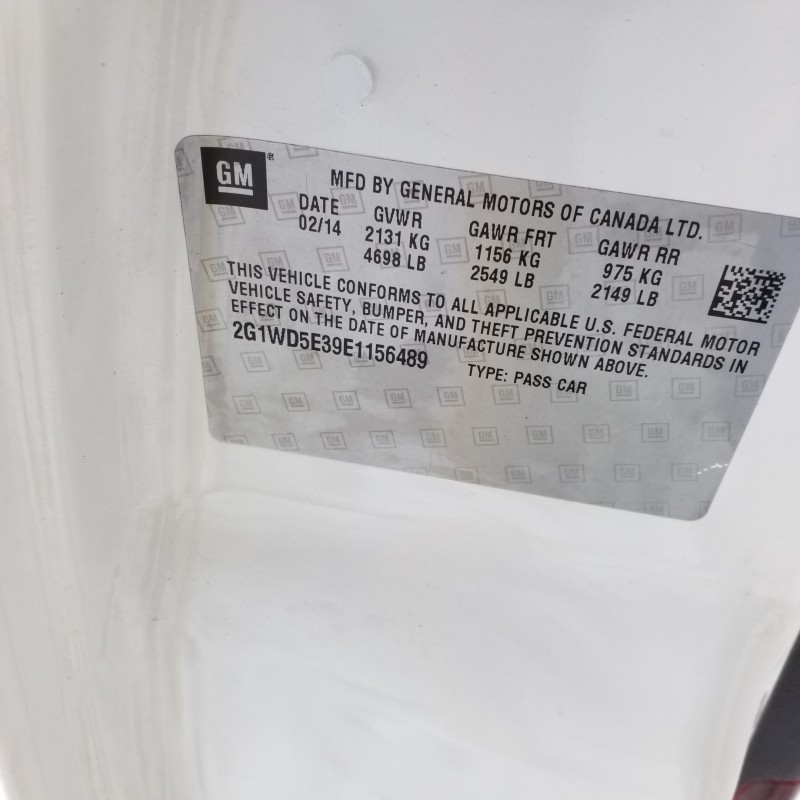 GM®
MFD BY GENERAL MOTORS OF CANADA LTD.
DATE GVWR GAWR FRT GAWR RR
02/14 2131 KG 1156 KG 975 KG
4698 LB 2549 LB 2149 LB
THIS VEHICLE CONFORMS TO ALL APPLICABLE U.S. FEDERAL MOTOR
VEHICLE SAFETY, BUMPER, AND THEFT PREVENTION STANDARDS IN
EFFECT ON THE DATE OF MANUFACTURE SHOWN ABOVE.
2G1WD5E39E1156489 TYPE: PASS CAR